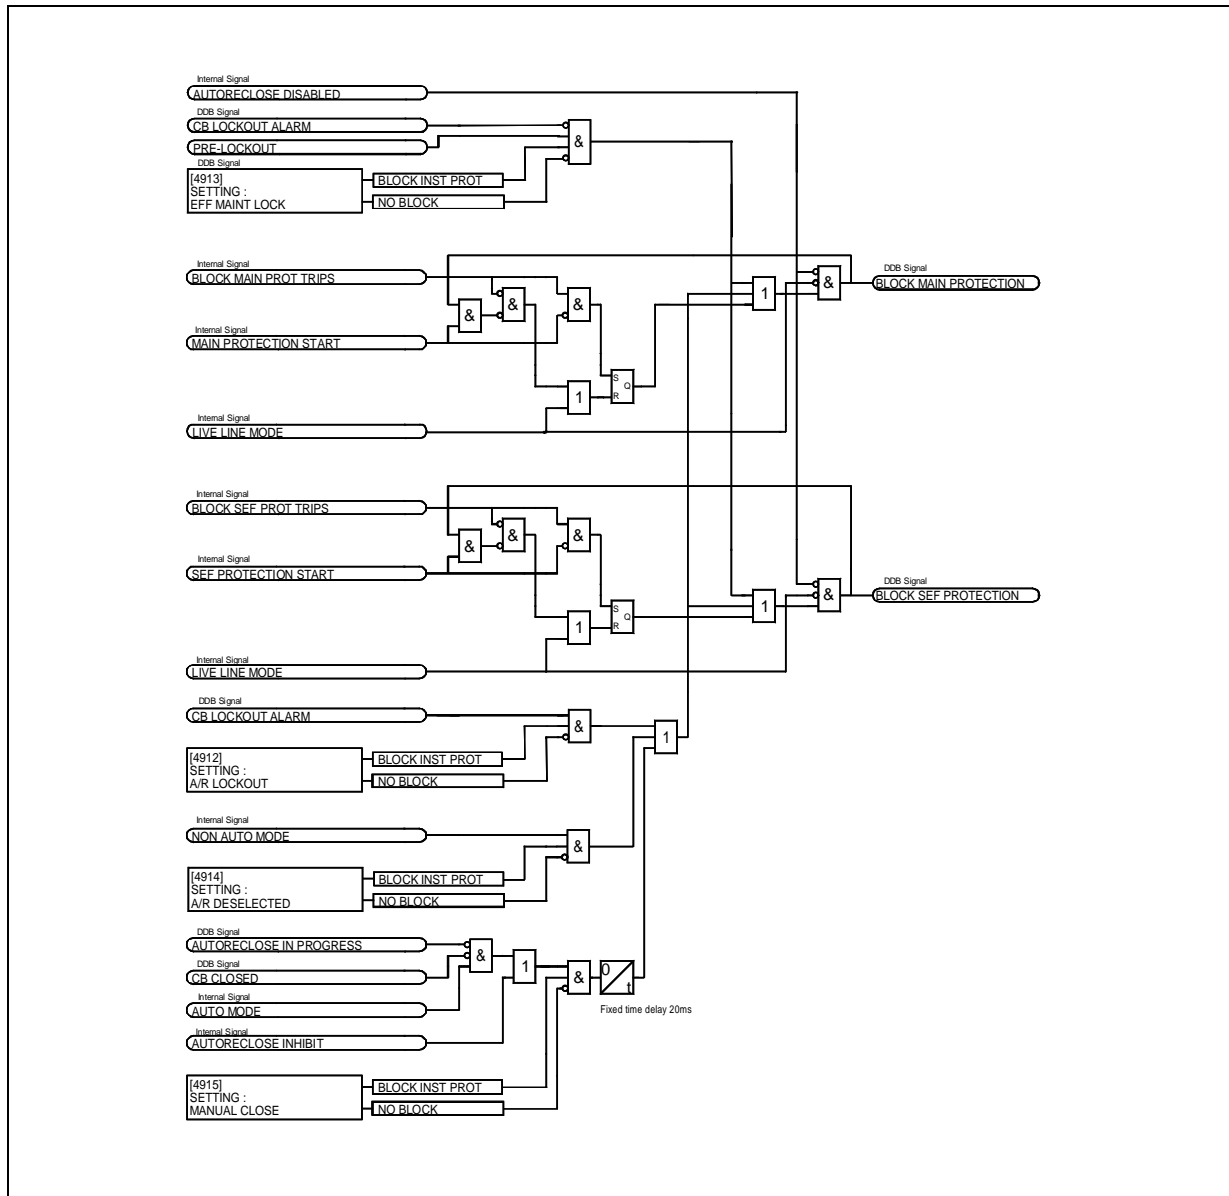 Internal Signal
AUTORECLOSE DISABLED
DDB Signal
CB LOCKOUT ALARM
&
PRE-LOCKOUT
DDB Signal
[4913]
SETTING :
EFF MAINT LOCK
BLOCK INST PROT
NO BLOCK
Internal Signal
BLOCK MAIN PROT TRIPS
&
&
&
1
&
DDB Signal
BLOCK MAIN PROTECTION
&
Internal Signal
MAIN PROTECTION START
1
S
Q
R
Internal Signal
LIVE LINE MODE
Internal Signal
BLOCK SEF PROT TRIPS
&
&
&
Internal Signal
SEF PROTECTION START
1
&
DDB Signal
BLOCK SEF PROTECTION
1
S
Q
R
Internal Signal
LIVE LINE MODE
DDB Signal
CB LOCKOUT ALARM
&
1
[4912]
SETTING :
A/R LOCKOUT
BLOCK INST PROT
NO BLOCK
Internal Signal
NON AUTO MODE
&
[4914]
SETTING :
A/R DESELECTED
BLOCK INST PROT
NO BLOCK
DDB Signal
AUTORECLOSE IN PROGRESS
&
DDB Signal
CB CLOSED
1
&
0
t
Internal Signal
AUTO MODE
Fixed time delay 20ms
Internal Signal
AUTORECLOSE INHIBIT
[4915]
SETTING :
MANUAL CLOSE
BLOCK INST PROT
NO BLOCK